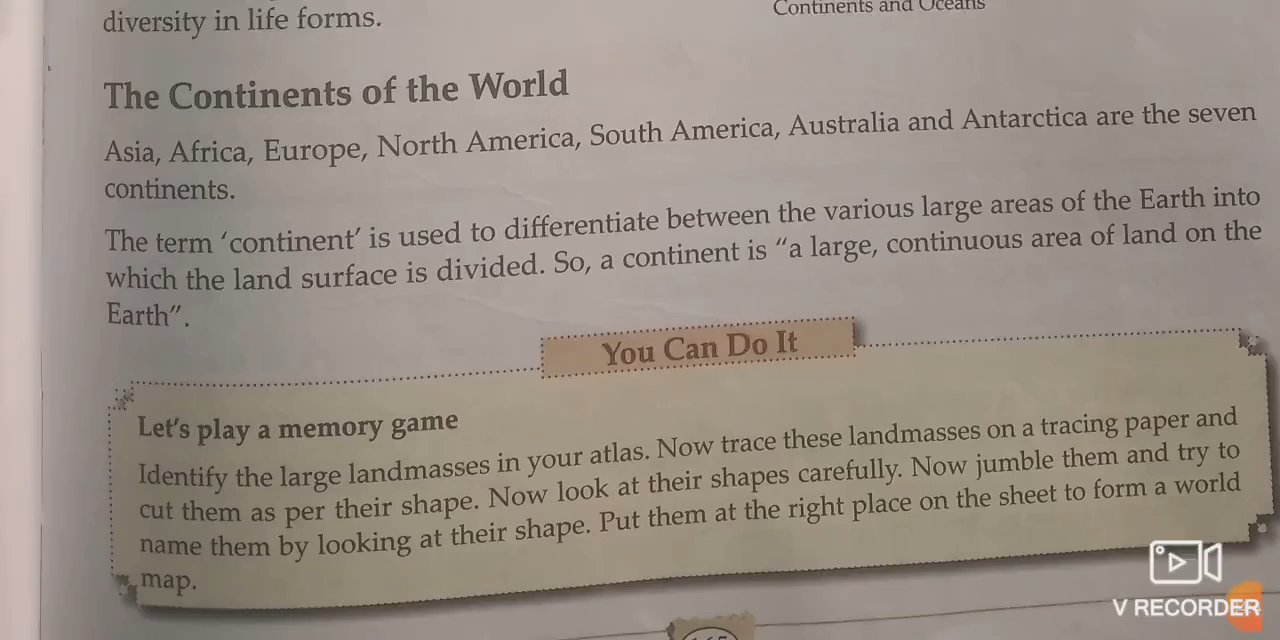 diversity in life forms.
Continents and Oceans
The Continents of the World
Asia, Africa, Europe, North America, South America, Australia and Antarctica are the seven
continents.
The term ‘continent’ is used to differentiate between the various large areas of the Earth into
which the land surface is divided. So, a continent is “a large, continuous area of land on the
Earth”.
You Can Do It
Let's play a memory game
Identify the large landmasses in your atlas. Now trace these landmasses on a tracing paper and
cut them as per their shape. Now look at their shapes carefully. Now jumble them and try to
name them by looking at their shape. Put them at the right place on the sheet to form a world
map.
V RECORDER